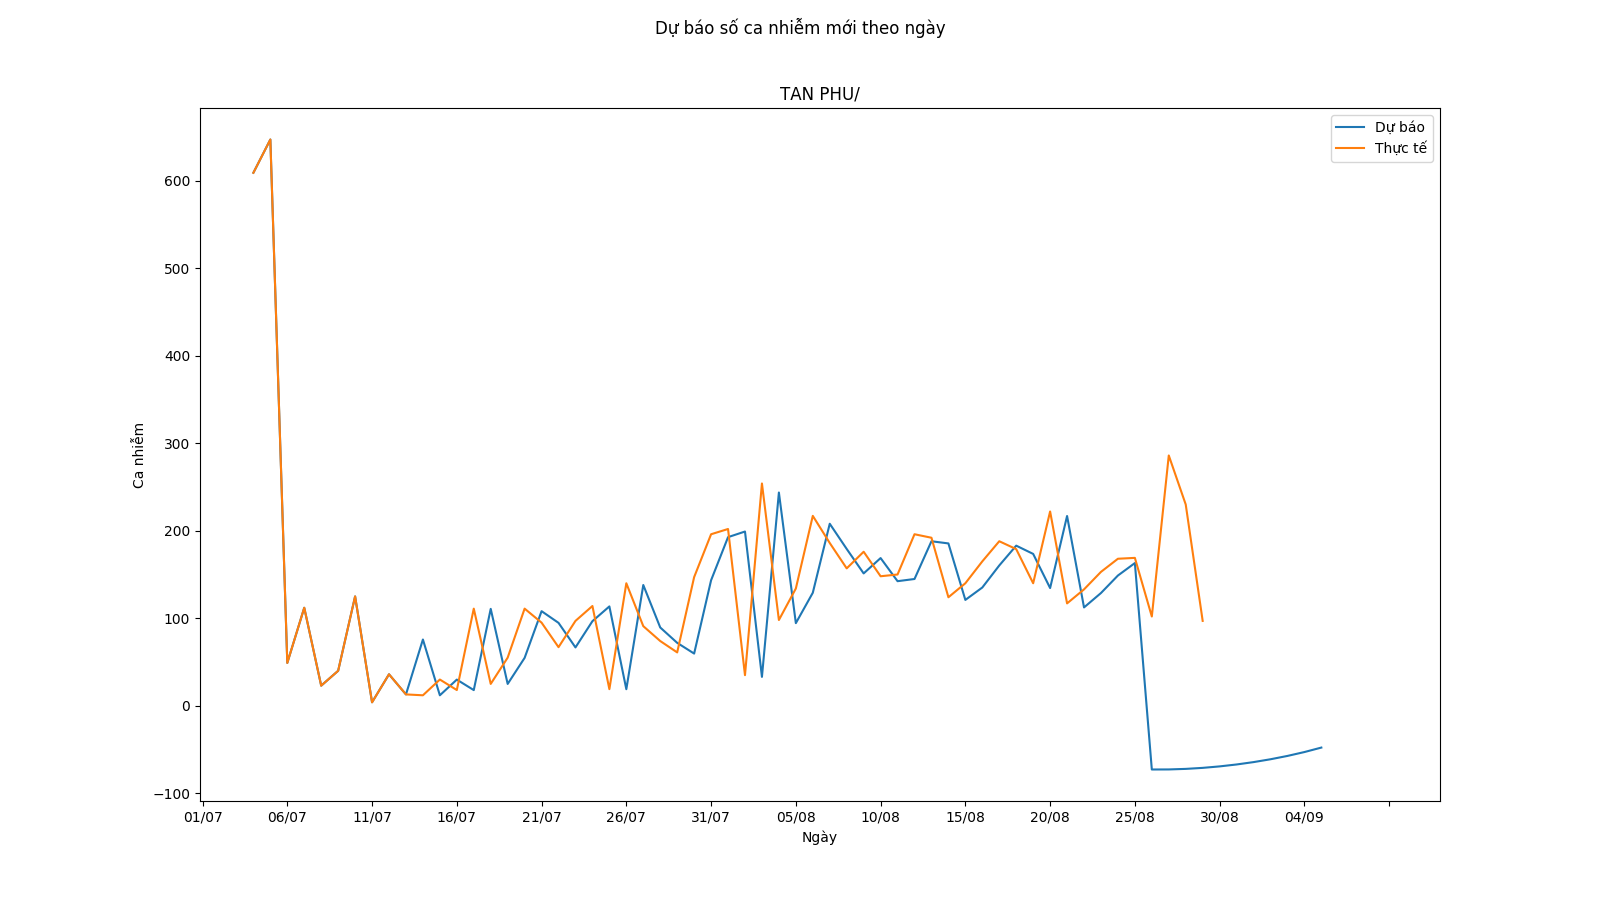 Dự báo số ca nhiễm mới theo ngày
TAN PHU/
Dự báo
Thực tế
600
500
400
300
200
100
0
−100
Ca nhiễm
01/07 06/07 11/07 16/07 21/07 26/07 31/07 05/08 10/08 15/08 20/08 25/08 30/08 04/09
Ngày